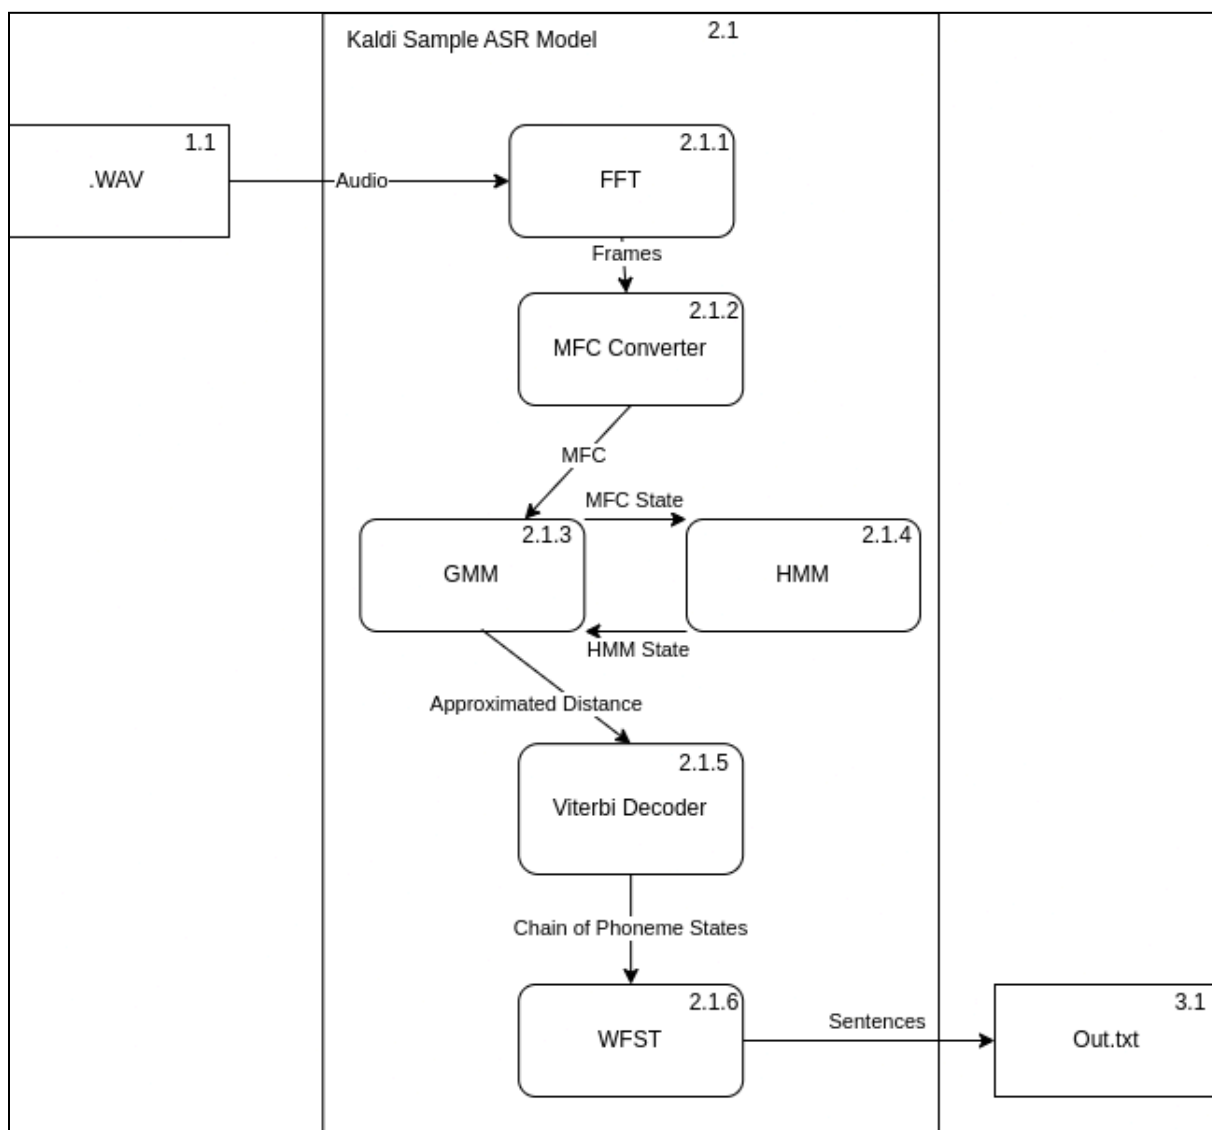 Kaldi Sample ASR Model
2.1
1.1
.WAV
Audio
2.1.1
FFT
Frames
2.1.2
MFC Converter
MFC
MFC State
2.1.3
GMM
2.1.4
HMM
HMM State
Approximated Distance
2.1.5
Viterbi Decoder
Chain of Phoneme States
2.1.6
WFST
Sentences
3.1
Out.txt